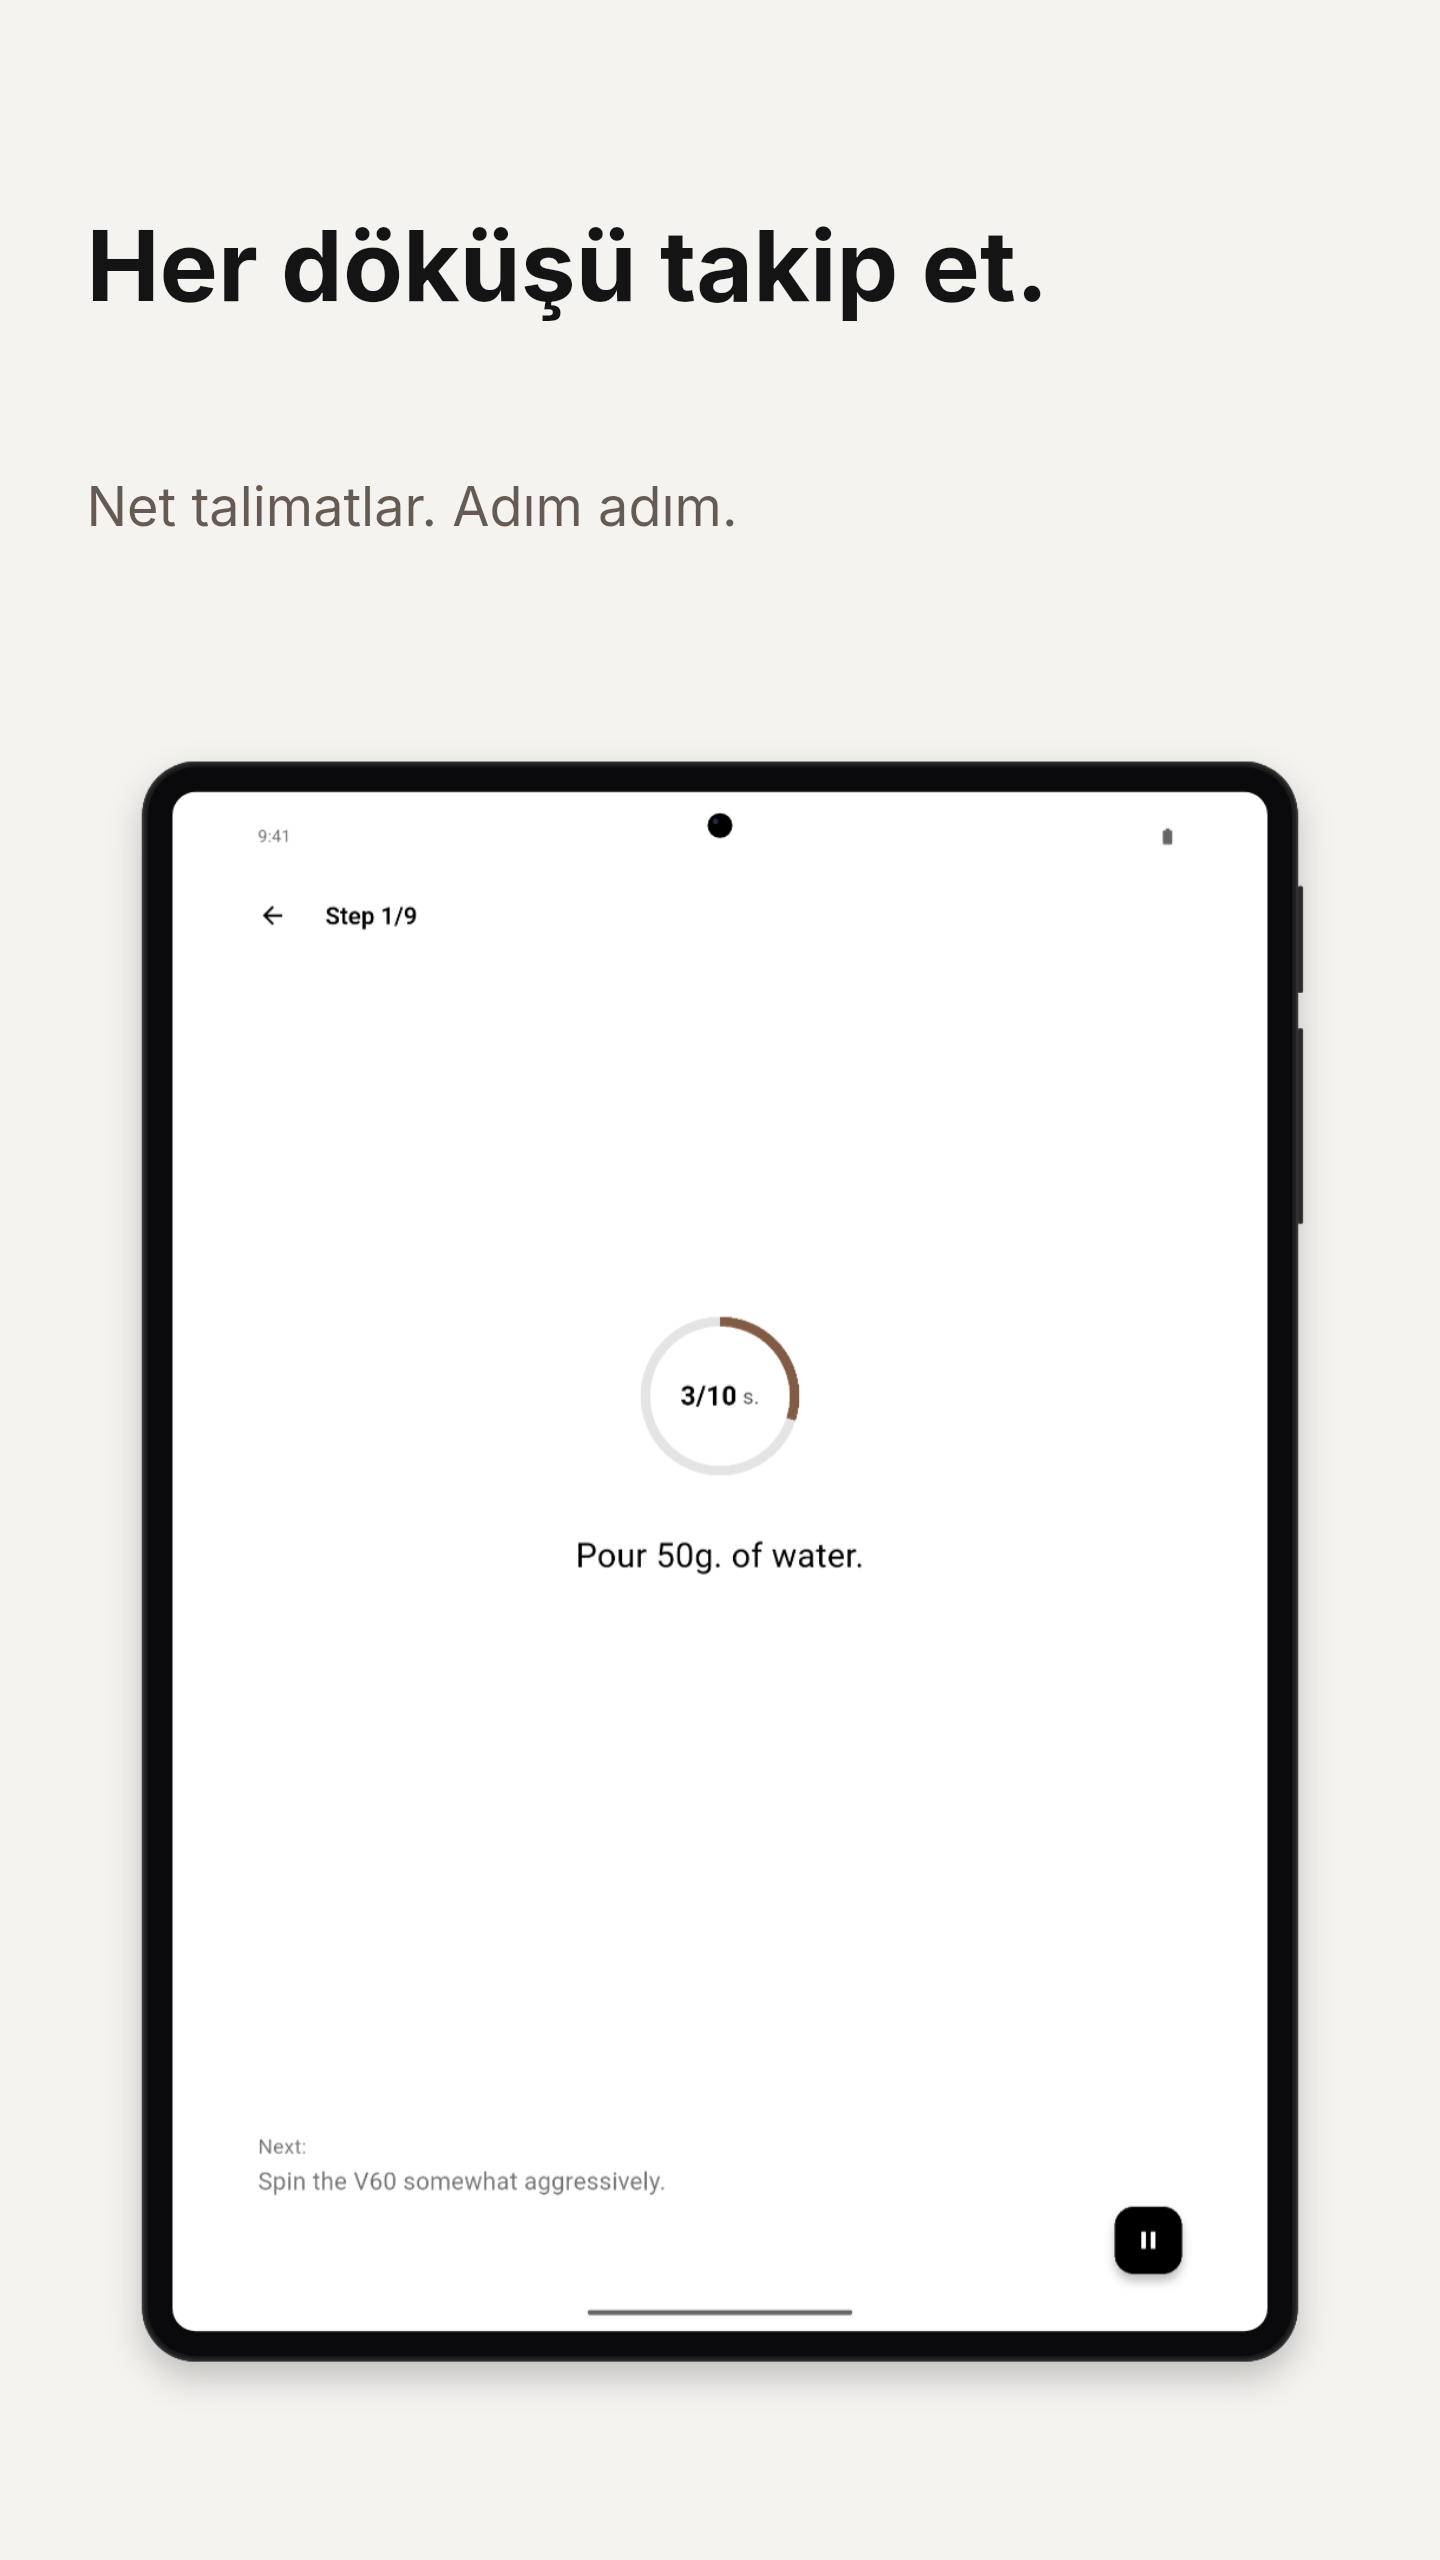 Her döküşü takip et.
Net talimatlar. Adım adım.
9:41
Step 1/9
3/10 s.
Pour 50g. of water.
Next:
Spin the V60 somewhat aggressively.